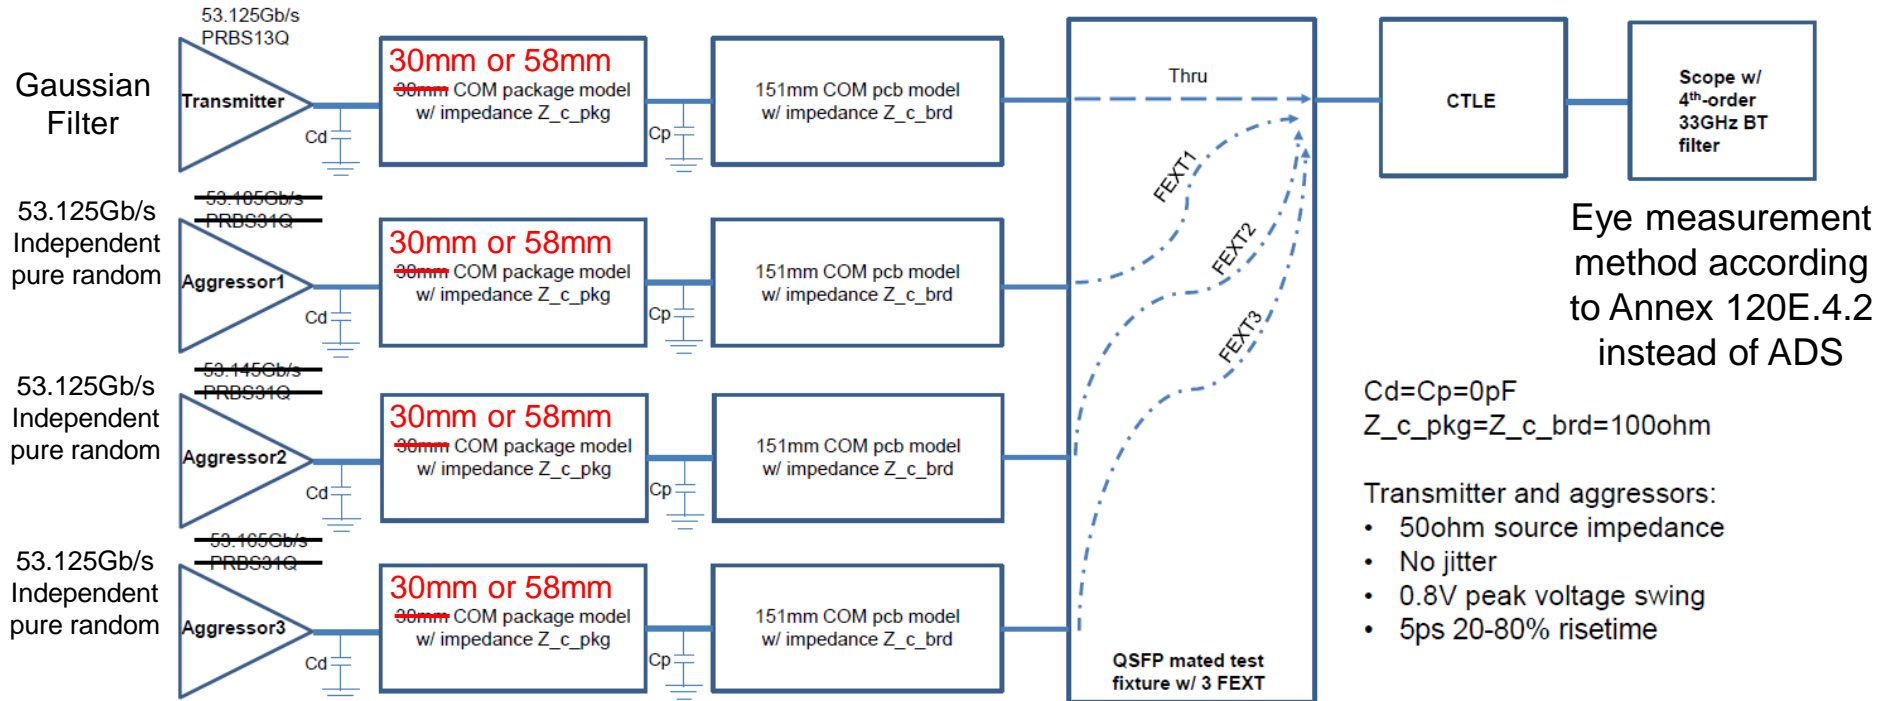 53.125Gb/s
PRBS13Q
Gaussian
Filter
Transmitter
Cd
30mm or 58mm
30mm COM package model
w/ impedance Z_c_pkg
Cp
151mm COM pcb model
w/ impedance Z_c_brd
Thru
CTLE
Scope w/
4th-order
33GHz BT
filter
53.125Gb/s
Independent
pure random
53.105Gb/s
PRBS31Q
Aggressor1
Cd
30mm or 58mm
30mm COM package model
w/ impedance Z_c_pkg
Cp
151mm COM pcb model
w/ impedance Z_c_brd
FEXT1
FEXT2
FEXT3
Eye measurement
method according
to Annex 120E.4.2
instead of ADS
53.125Gb/s
Independent
pure random
53.145Gb/s
PRBS31Q
Aggressor2
Cd
30mm or 58mm
30mm COM package model
w/ impedance Z_c_pkg
Cp
151mm COM pcb model
w/ impedance Z_c_brd
53.125Gb/s
Independent
pure random
53.165Gb/s
PRBS31Q
Aggressor3
Cd
30mm or 58mm
30mm COM package model
w/ impedance Z_c_pkg
Cp
151mm COM pcb model
w/ impedance Z_c_brd
QSFP mated test
fixture w/ 3 FEXT
Cd=Cp=0pF
Z_c_pkg=Z_c_brd=100ohm
Transmitter and aggressors:
• 50ohm source impedance
• No jitter
• 0.8V peak voltage swing
• 5ps 20-80% risetime